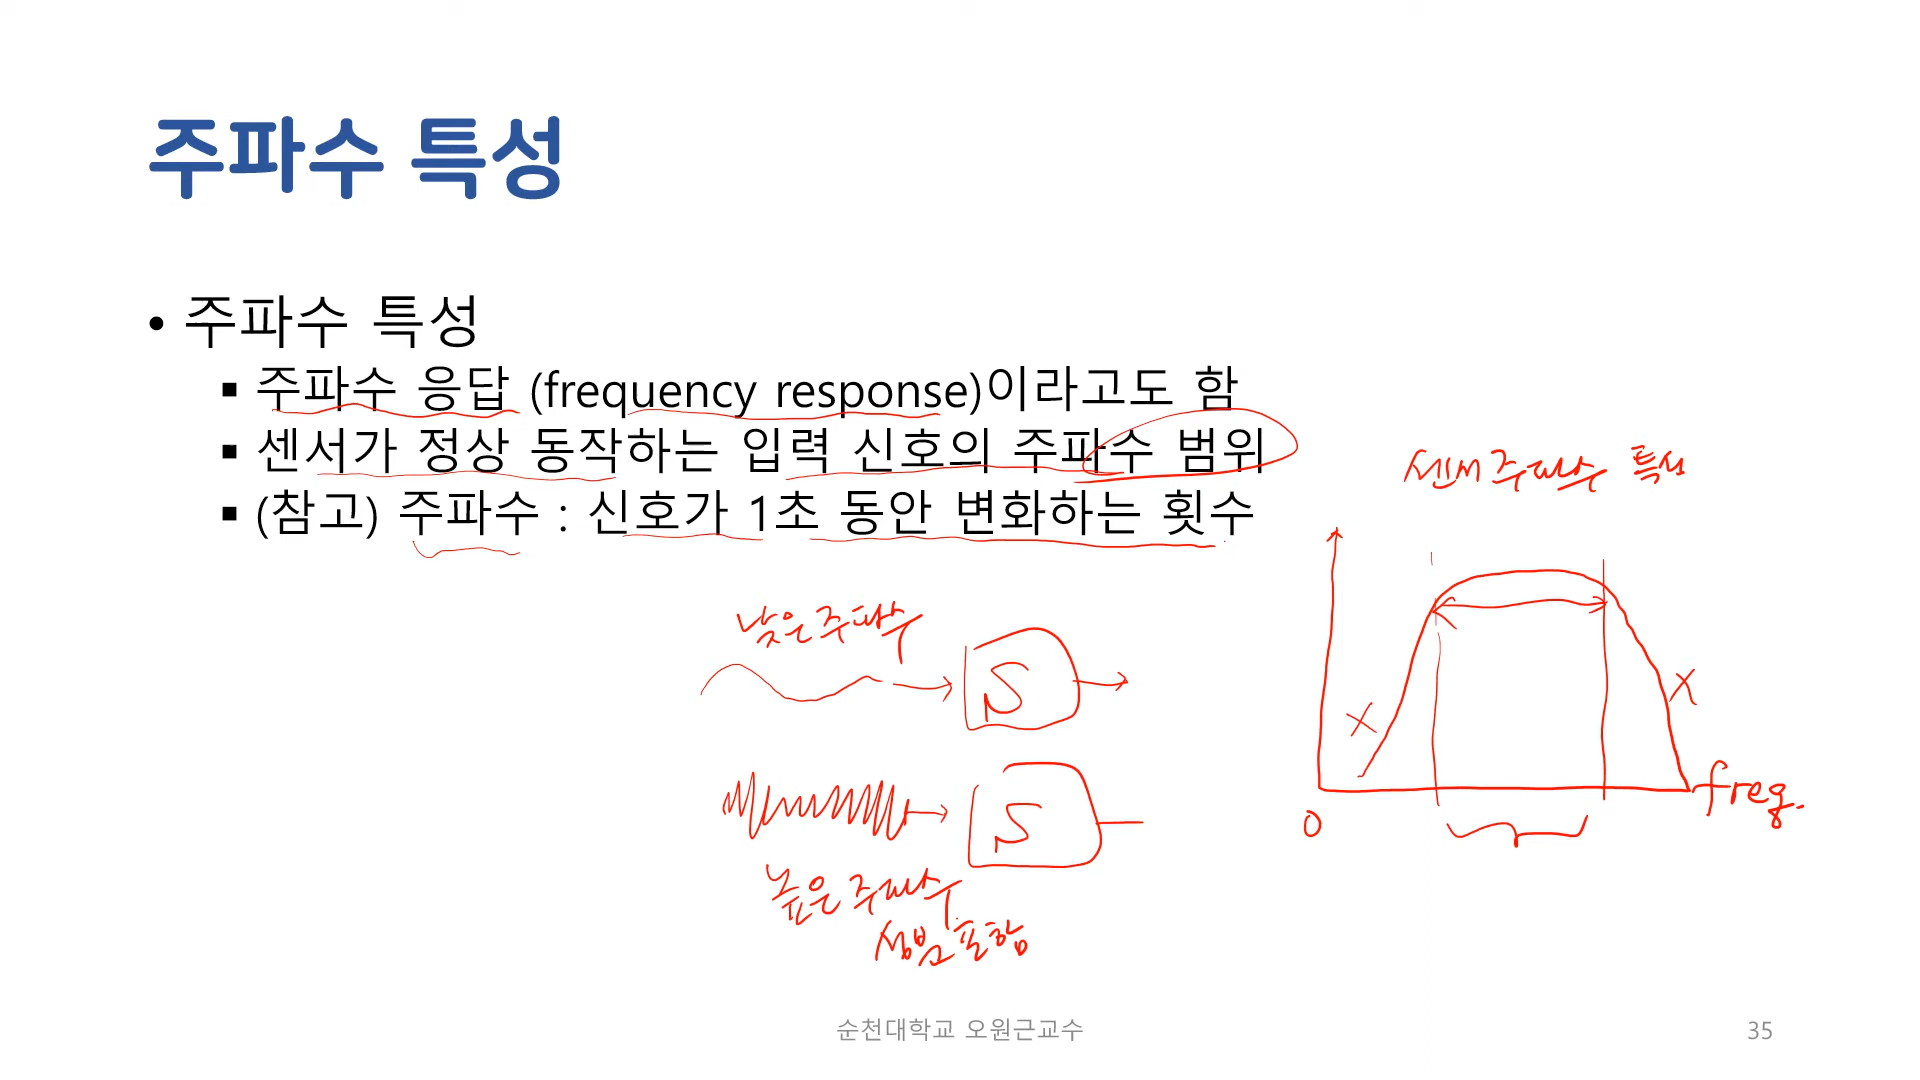 주파수 특성
• 주파수 특성
▪ 주파수 응답 (frequency response)이라고도 함
▪ 센서가 정상 동작하는 입력 신호의 주파수 범위
▪ (참고) 주파수 : 신호가 1초 동안 변화하는 횟수
센서 주파수 특성
낮은 주파수
S
X
X
S
freq.
0
높은 주파수
성분 포함
순천대학교 오원근교수
35